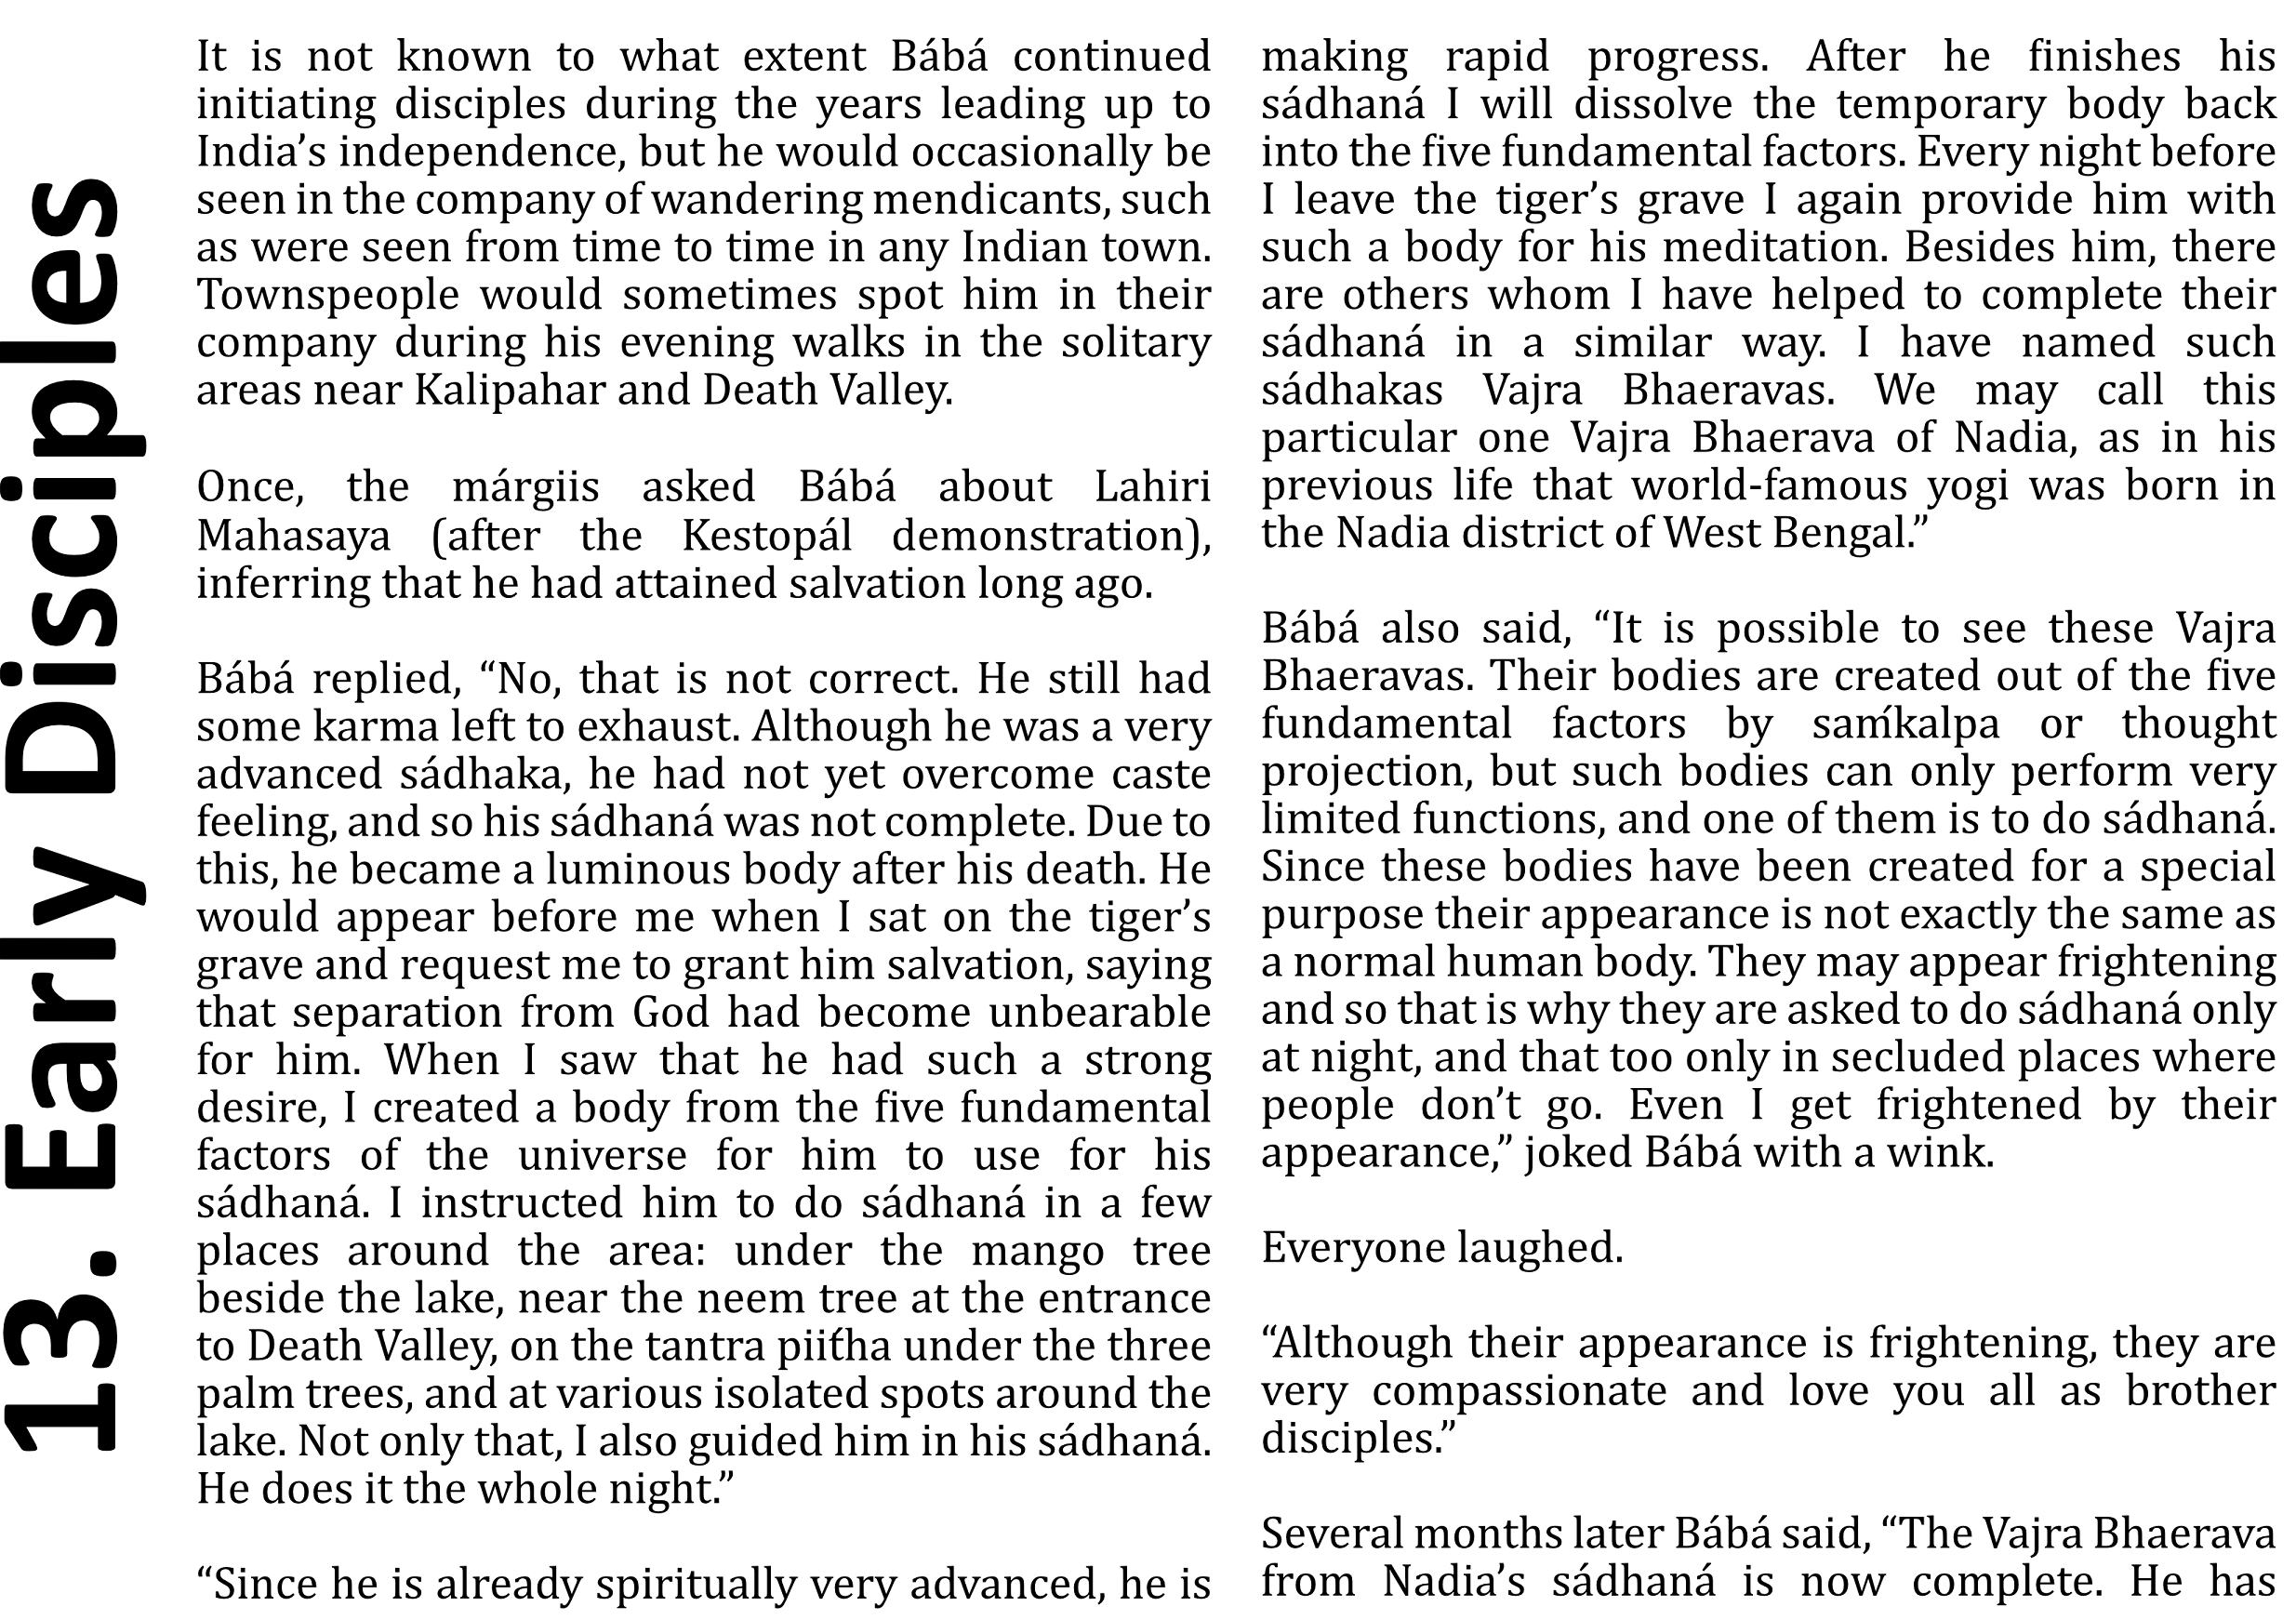 13. Early Disciples
It is not known to what extent Bábá continued
initiating disciples during the years leading up to
India’s independence, but he would occasionally be
seen in the company of wandering mendicants, such
as were seen from time to time in any Indian town.
Townspeople would sometimes spot him in their
company during his evening walks in the solitary
areas near Kalipahar and Death Valley.
Once, the márgiis asked Bábá about Lahiri
Mahasaya (after the Kestopál demonstration),
inferring that he had attained salvation long ago.
Bábá replied, “No, that is not correct. He still had
some karma left to exhaust. Although he was a very
advanced sádhaka, he had not yet overcome caste
feeling, and so his sádhaná was not complete. Due to
this, he became a luminous body after his death. He
would appear before me when I sat on the tiger’s
grave and request me to grant him salvation, saying
that separation from God had become unbearable
for him. When I saw that he had such a strong
desire, I created a body from the five fundamental
factors of the universe for him to use for his
sádhaná. I instructed him to do sádhaná in a few
places around the area: under the mango tree
beside the lake, near the neem tree at the entrance
to Death Valley, on the tantra piit́ha under the three
palm trees, and at various isolated spots around the
lake. Not only that, I also guided him in his sádhaná.
He does it the whole night.”
“Since he is already spiritually very advanced, he is
making rapid progress. After he finishes his
sádhaná I will dissolve the temporary body back
into the five fundamental factors. Every night before
I leave the tiger’s grave I again provide him with
such a body for his meditation. Besides him, there
are others whom I have helped to complete their
sádhaná in a similar way. I have named such
sádhakas Vajra Bhaeravas. We may call this
particular one Vajra Bhaerava of Nadia, as in his
previous life that world-famous yogi was born in
the Nadia district of West Bengal.”
Bábá also said, “It is possible to see these Vajra
Bhaeravas. Their bodies are created out of the five
fundamental factors by saḿkalpa or thought
projection, but such bodies can only perform very
limited functions, and one of them is to do sádhaná.
Since these bodies have been created for a special
purpose their appearance is not exactly the same as
a normal human body. They may appear frightening
and so that is why they are asked to do sádhaná only
at night, and that too only in secluded places where
people don’t go. Even I get frightened by their
appearance,” joked Bábá with a wink.
Everyone laughed.
“Although their appearance is frightening, they are
very compassionate and love you all as brother
disciples.”
Several months later Bábá said, “The Vajra Bhaerava
from Nadia’s sádhaná is now complete. He has